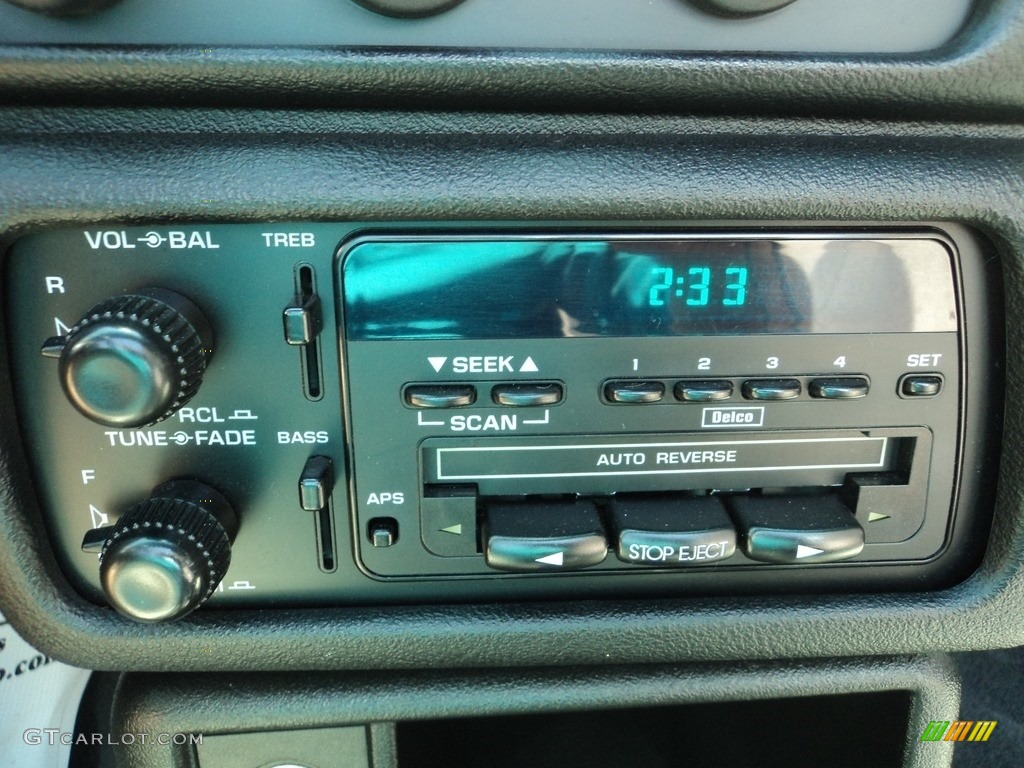 VOL BAL
TREB
2:33
R
▼ SEEK ▲
1 2 3 4
SET
SCAN
Delco
RCL
TUNE FADE
BASS
AUTO REVERSE
F
APS
STOP EJECT
GTCARLOT.COM